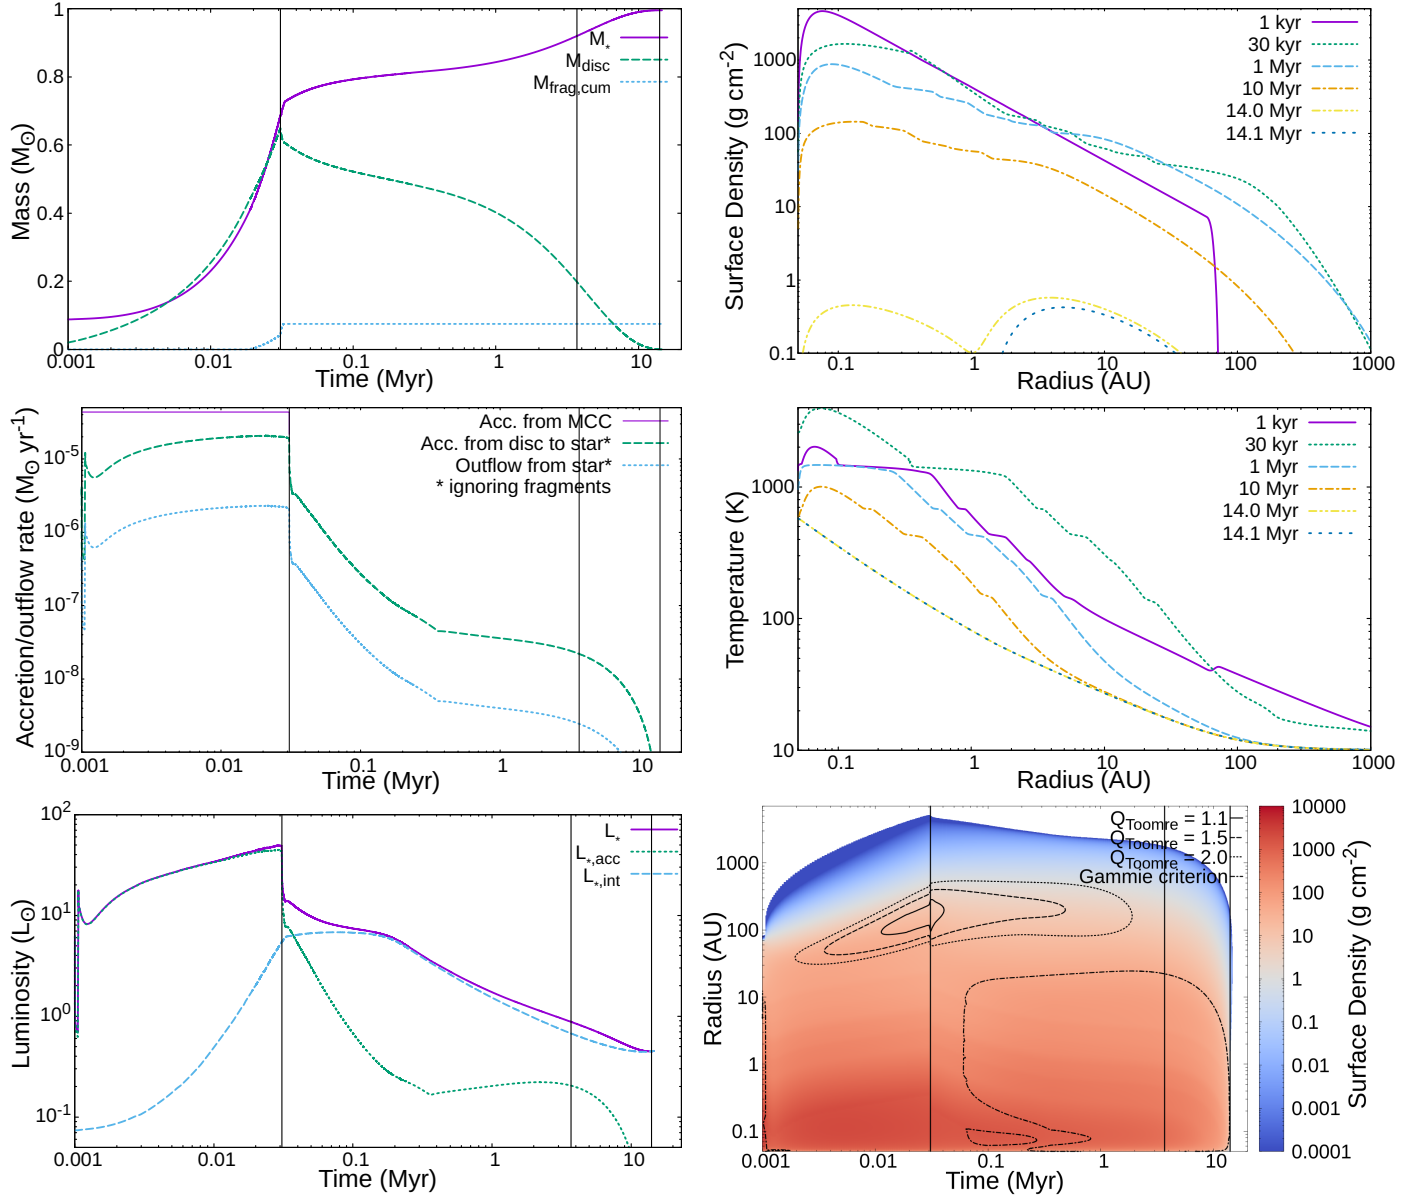 1
0.8
0.6
0.4
0.2
0
0.001
0.01
0.1
1
10
Time (Myr)
Mass (M⊙)
M*
Mdisc
Mfrag,cum
1000
100
10
1
0.1
0.1
1
10
100
1000
Radius (AU)
Surface Density (g cm-2)
1 kyr
30 kyr
1 Myr
10 Myr
14.0 Myr
14.1 Myr
10-5
10-6
10-7
10-8
10-9
0.001
0.01
0.1
1
10
Time (Myr)
Accretion/outflow rate (M⊙ yr-1)
Acc. from MCC
Acc. from disc to star*
Outflow from star*
* ignoring fragments
1000
100
10
0.1
1
10
100
1000
Radius (AU)
Temperature (K)
1 kyr
30 kyr
1 Myr
10 Myr
14.0 Myr
14.1 Myr
102
101
100
10-1
0.001
0.01
0.1
1
10
Time (Myr)
Luminosity (L⊙)
L*
L*,acc
L*,int
1000
100
10
1
0.1
0.001
0.01
0.1
1
10
Time (Myr)
Radius (AU)
QToomre = 1.1
QToomre = 1.5
QToomre = 2.0
Gammie criterion
10000
1000
100
10
1
0.1
0.01
0.001
0.0001
Surface Density (g cm-2)